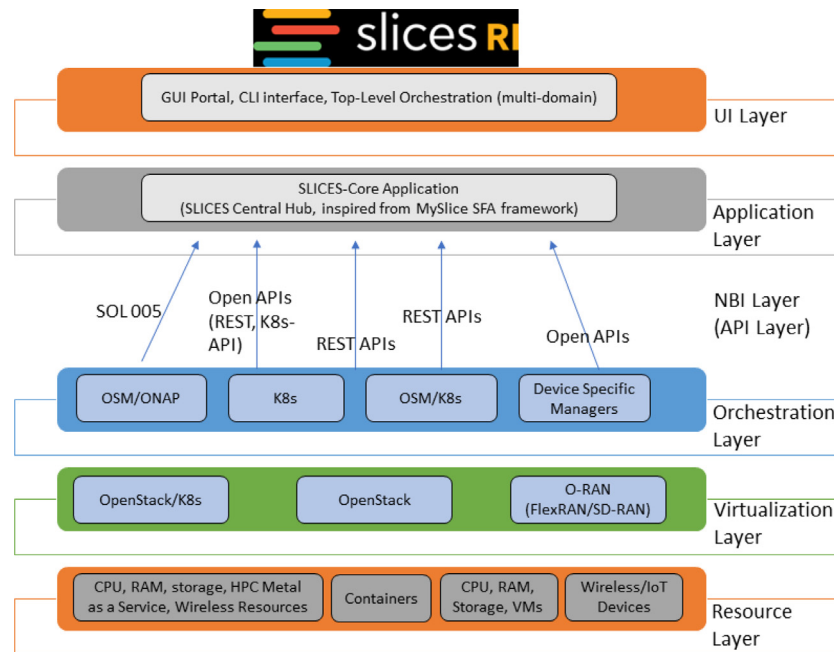 slices RI
GUI Portal, CLI interface, Top-Level Orchestration (multi-domain)
UI Layer
SLICES-Core Application
(SLICES Central Hub, inspired from MySlice SFA framework)
Application
Layer
SOL 005
Open APIs
(REST, K8s-
API)
REST APIs
REST APIs
Open APIs
NBI Layer
(API Layer)
OSM/ONAP
K8s
OSM/K8s
Device Specific
Managers
Orchestration
Layer
OpenStack/K8s
OpenStack
O-RAN
(FlexRAN/SD-RAN)
Virtualization
Layer
CPU, RAM, storage, HPC Metal
as a Service, Wireless Resources
Containers
CPU, RAM,
Storage, VMs
Wireless/IoT
Devices
Resource
Layer